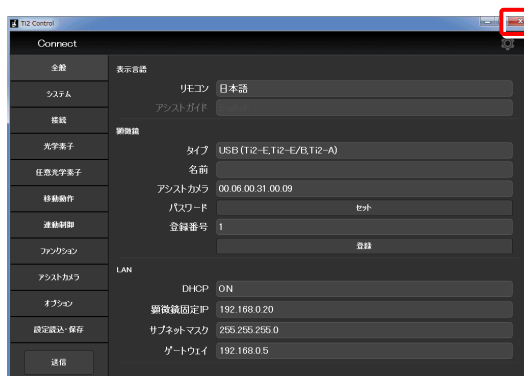 Ti2 Control
Connect
全般
システム
接続
光学素子
任意光学素子
移動動作
連動制御
ファンクション
アシストカメラ
オプション
設定読込・保存
送信
表示言語
リモコン 日本語
アシストガイド English
顕微鏡
タイプ USB (Ti2-E,Ti2-E/B,Ti2-A)
名前
アシストカメラ 00.06.00.31.00.09
パスワード セット
登録番号 1
登録
LAN
DHCP ON
顕微鏡固定IP 192.168.0.20
サブネットマスク 255.255.255.0
ゲートウェイ 192.168.0.5